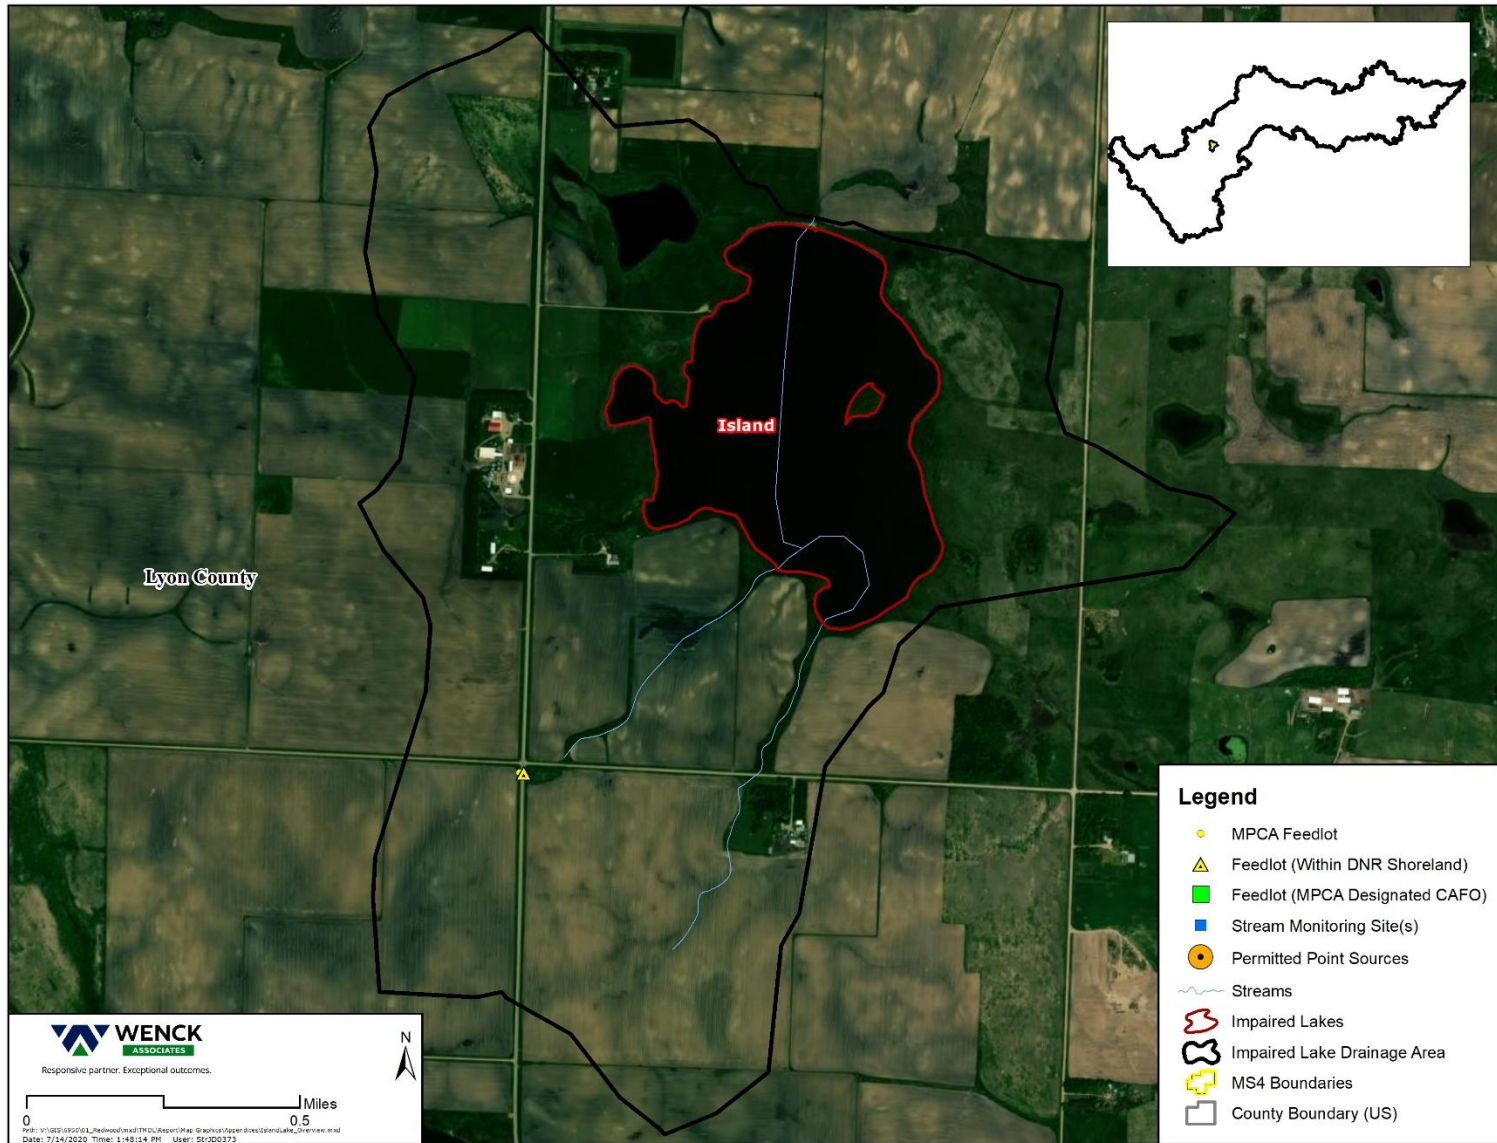 Island
Lyon County
Legend
MPCA Feedlot
Feedlot (Within DNR Shoreland)
Feedlot (MPCA Designated CAFO)
Stream Monitoring Site(s)
Permitted Point Sources
Streams
Impaired Lakes
Impaired Lake Drainage Area
MS4 Boundaries
County Boundary (US)
WENCK
ASSOCIATES
Responsive partner. Exceptional outcomes.
N
Miles
0 0.5
Date: 7/14/2020 Time: 1:48:14 PM User: StrJD0373